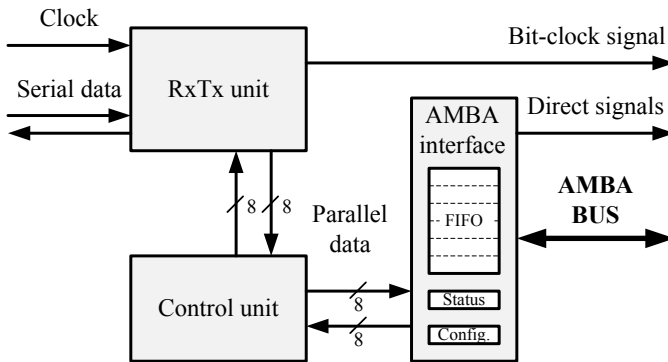 Clock
Bit-clock signal
Serial data
RxTx unit
Direct signals
AMBA
interface
AMBA
BUS
FIFO
8
8
Parallel
data
Control unit
8
8
Status
Config.